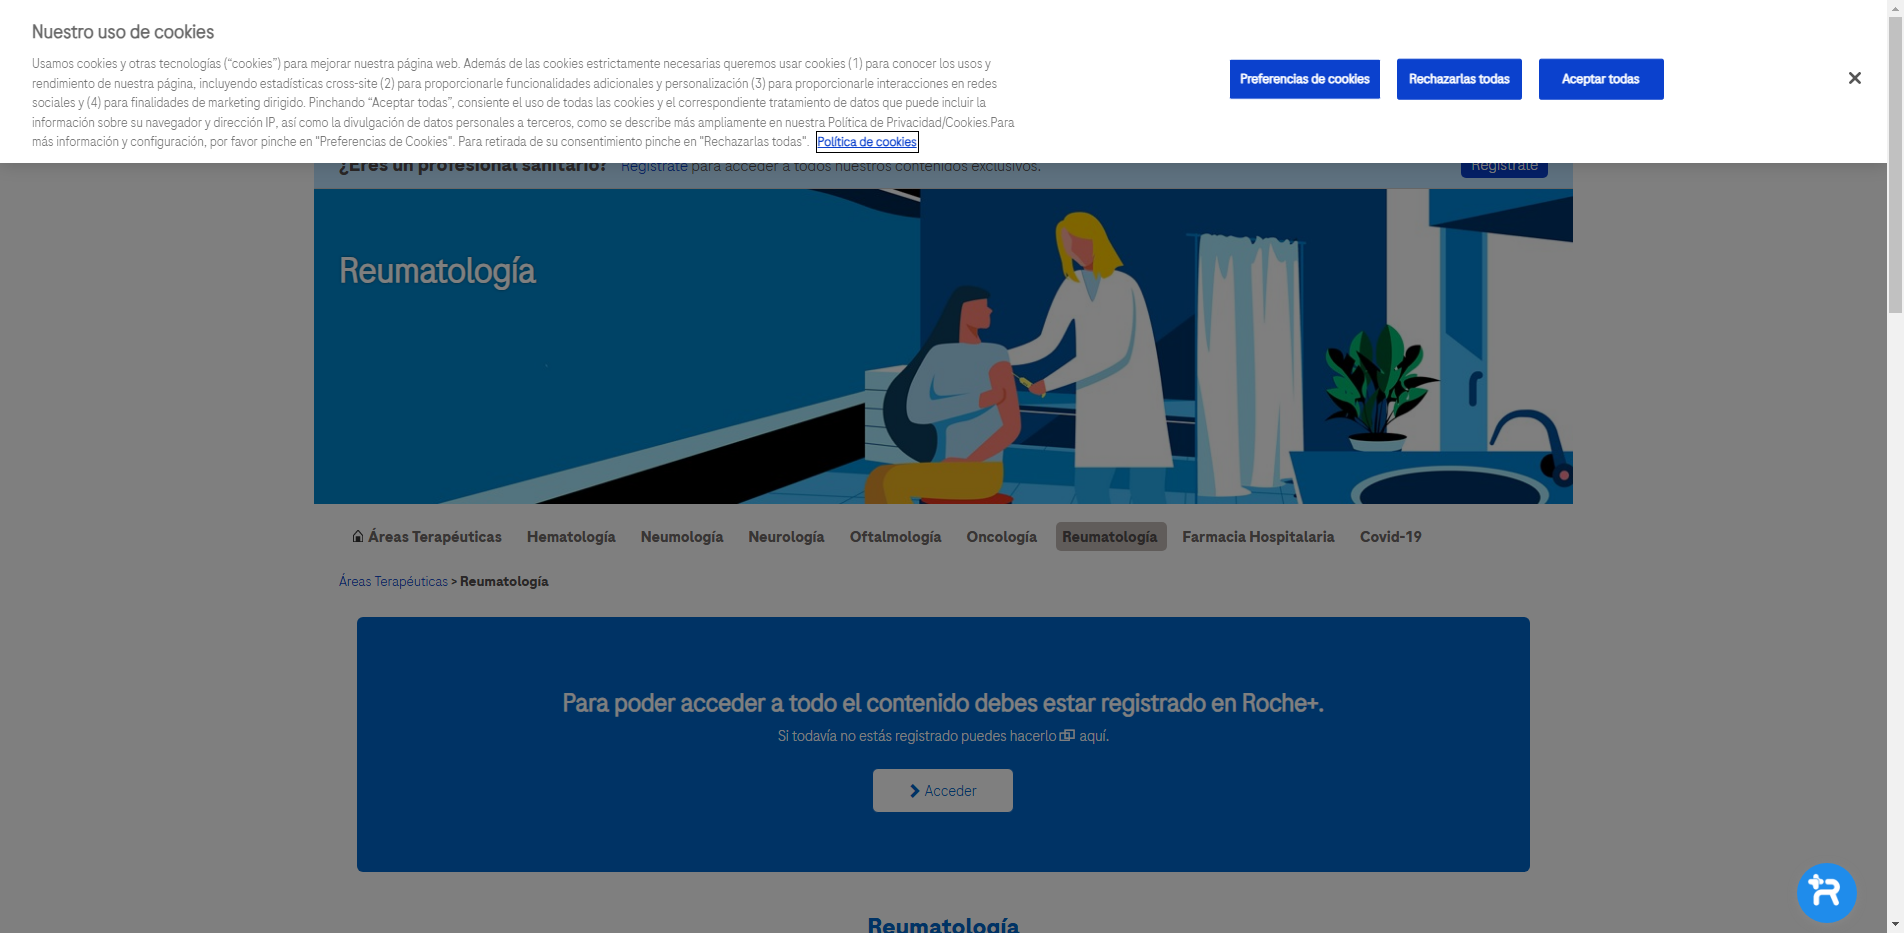 Nuestro uso de cookies
Usamos cookies y otras tecnologías (“cookies”) para mejorar nuestra página web. Además de las cookies estrictamente necesarias queremos usar cookies (1) para conocer los usos y
rendimiento de nuestra página, incluyendo estadísticas cross-site (2) para proporcionarle funcionalidades adicionales y personalización (3) para proporcionarle interacciones en redes
sociales y (4) para finalidades de marketing dirigido. Pinchando “Aceptar todas”, consiente el uso de todas las cookies y el correspondiente tratamiento de datos que puede incluir la
información sobre su navegador y dirección IP, así como la divulgación de datos personales a terceros, como se describe más ampliamente en nuestra Política de Privacidad/Cookies.Para
más información y configuración, por favor pinche en "Preferencias de Cookies". Para retirada de su consentimiento pinche en "Rechazarlas todas". Política de cookies
Preferencias de cookies Rechazarlas todas Aceptar todas
¿Eres un profesional sanitario? Regístrate para acceder a todos nuestros contenidos exclusivos. Regístrate
Reumatología
Áreas Terapéuticas Hematología Neumología Neurología Oftalmología Oncología Reumatología Farmacia Hospitalaria Covid-19
Áreas Terapéuticas > Reumatología
Para poder acceder a todo el contenido debes estar registrado en Roche+.
Si todavía no estás registrado puedes hacerlo aquí.
Acceder
Reumatología